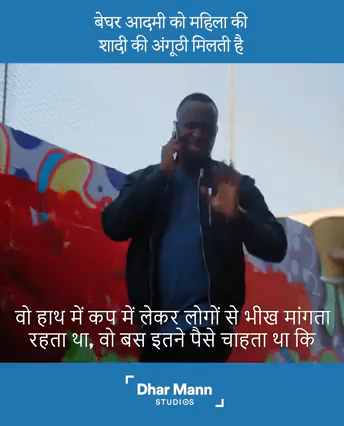 बेघर आदमी को महिला की
शादी की अंगूठी मिलती है
वो हाथ में कप में लेकर लोगों से भीख मांगता
रहता था, वो बस इतने पैसे चाहता था कि
Dhar Mann
STUDIOS